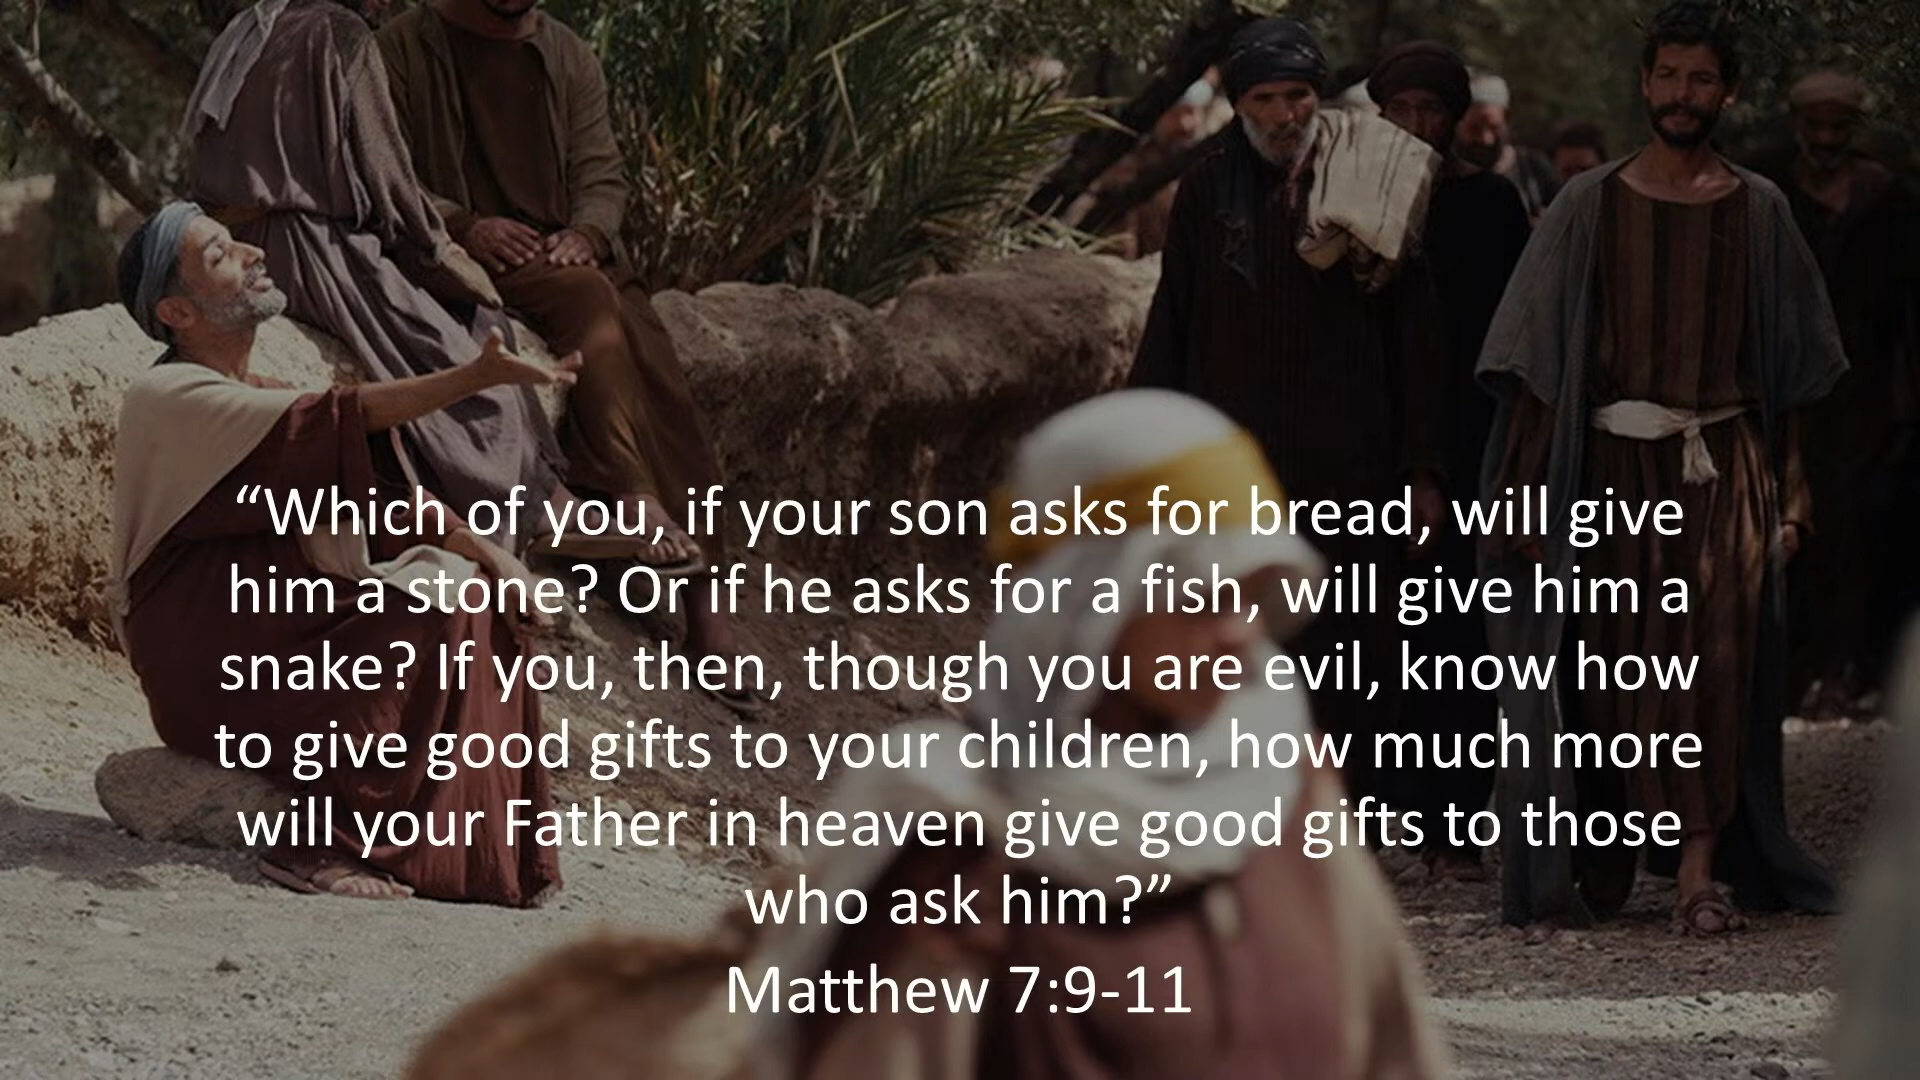 “Which of you, if your son asks for bread, will give
him a stone? Or if he asks for a fish, will give him a
snake? If you, then, though you are evil, know how
to give good gifts to your children, how much more
will your Father in heaven give good gifts to those
who ask him?”
Matthew 7:9-11